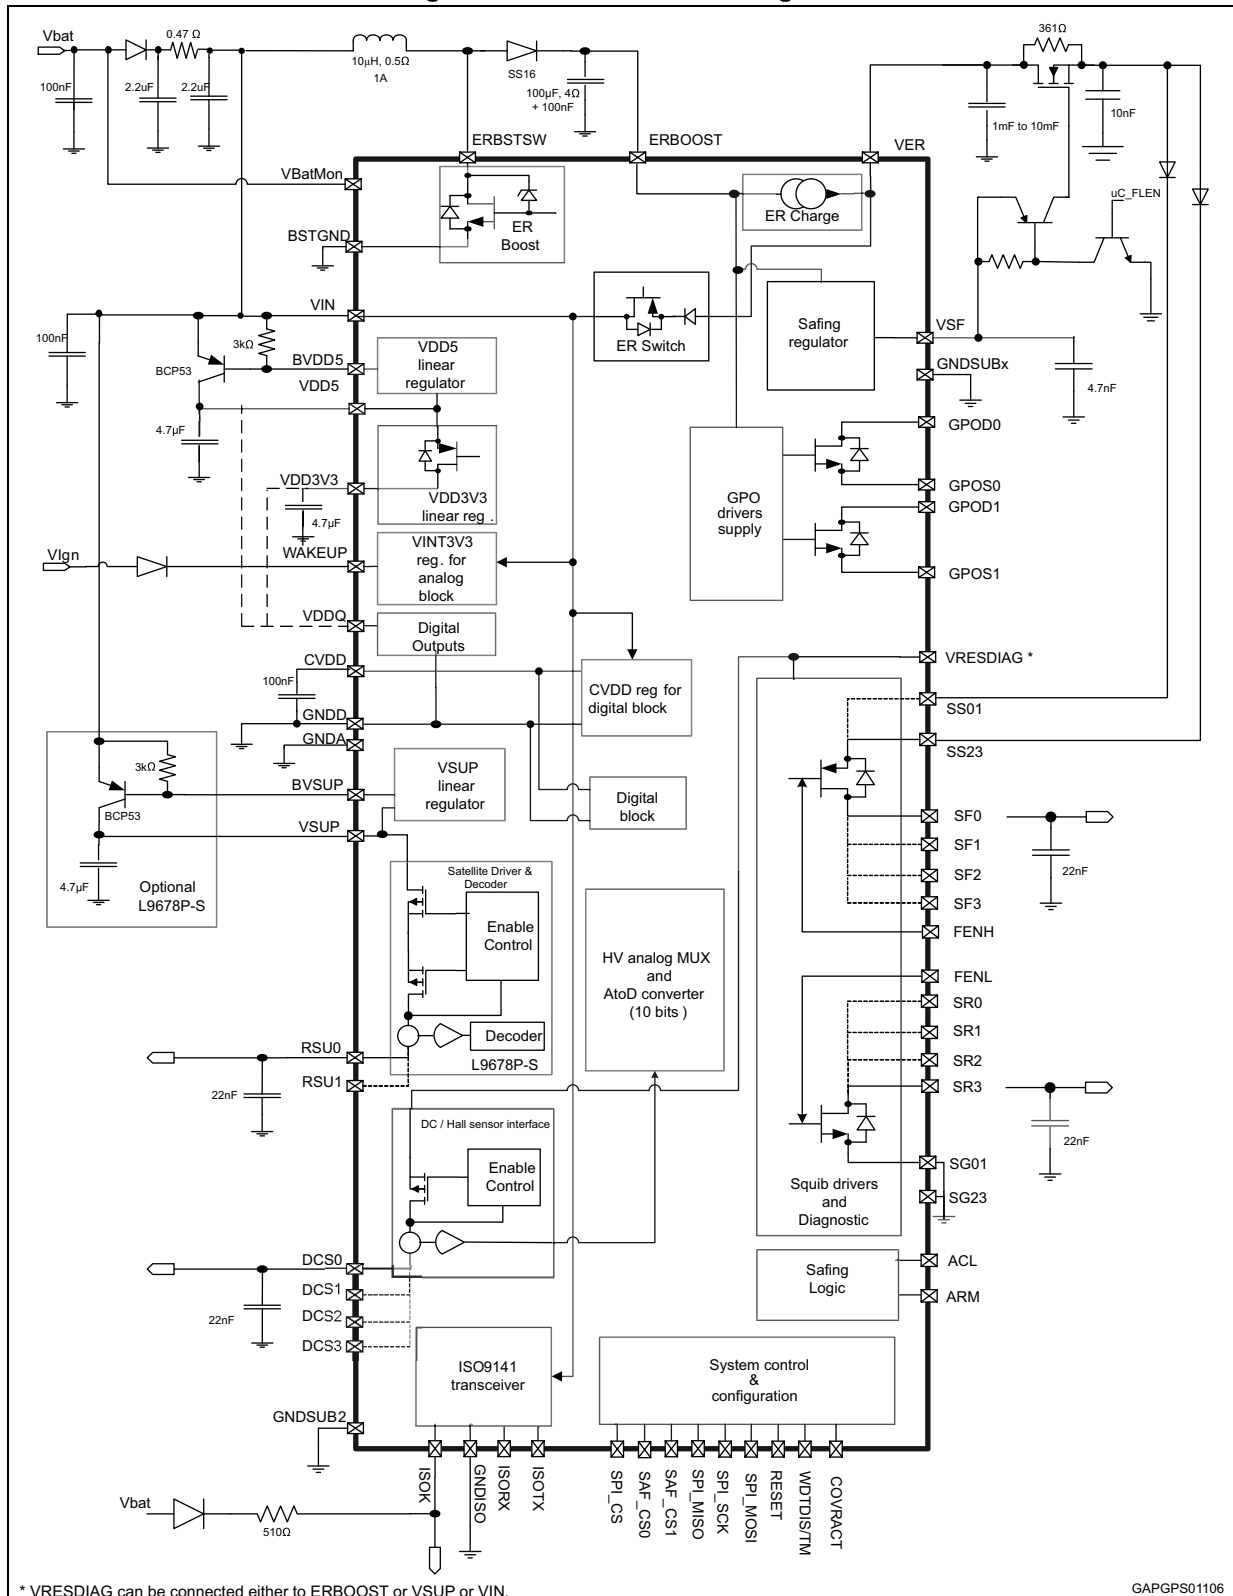 Vbat
0.47 Ω
10μH, 0.5Ω
1A
SS16
361Ω
100nF
2.2uF
2.2uF
100μF, 4Ω
+ 100nF
1mF to 10mF
10nF
ERBSTSW
ERBOOST
VER
VBatMon
ER
Boost
ER Charge
uC_FLEN
BSTGND
VIN
100nF
3kΩ
BCP53
BVDD5
VDD5
VDD5
linear
regulator
ER Switch
Safing
regulator
VSF
GNDSUBx
4.7nF
4.7μF
VDD3V3
4.7μF
VDD3V3
linear reg .
GPO
drivers
supply
GPOD0
GPOS0
GPOD1
GPOS1
VIgn
WAKEUP
VINT3V3
reg . for
analog
block
VDDQ
Digital
Outputs
CVDD
100nF
GNDD
GNDA
CVDD reg for
digital block
VRESDIAG *
SS01
SS23
3kΩ
BCP53
BVSUP
VSUP
VSUP
linear
regulator
Digital
block
4.7μF
Optional
L9678P-S
SF0
SF1
SF2
SF3
22nF
FENH
Satellite Driver &
Decoder
Enable
Control
Decoder
L9678P-S
HV analog MUX
and
AtoD converter
(10 bits )
FENL
SR0
SR1
SR2
SR3
22nF
RSU0
RSU1
22nF
DC / Hall sensor interface
Enable
Control
Squib drivers
and
Diagnostic
SG01
SG23
DCS0
DCS1
DCS2
DCS3
22nF
Safing
Logic
ACL
ARM
ISO9141
transceiver
System control
&
configuration
GNDSUB2
ISOK
GNDISO
ISORX
ISOTX
SPI_CS
SAF_CS0
SAF_CS1
SPI_MISO
SPI_SCK
SPI_MOSI
RESET
WDTDIS/TM
COVRACT
Vbat
510Ω
* VRESDIAG can be connected either to ERBOOST or VSUP or VIN.
GAPGPS01106